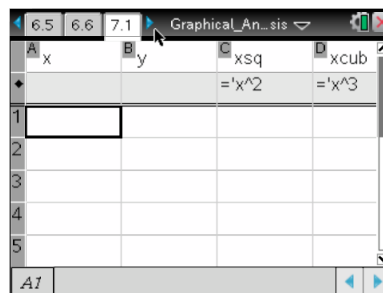 6.5 6.6 7.1 Graphical_An...sis
A x B y C xsq D xcub
='x^2 ='x^3
1
2
3
4
5
A1